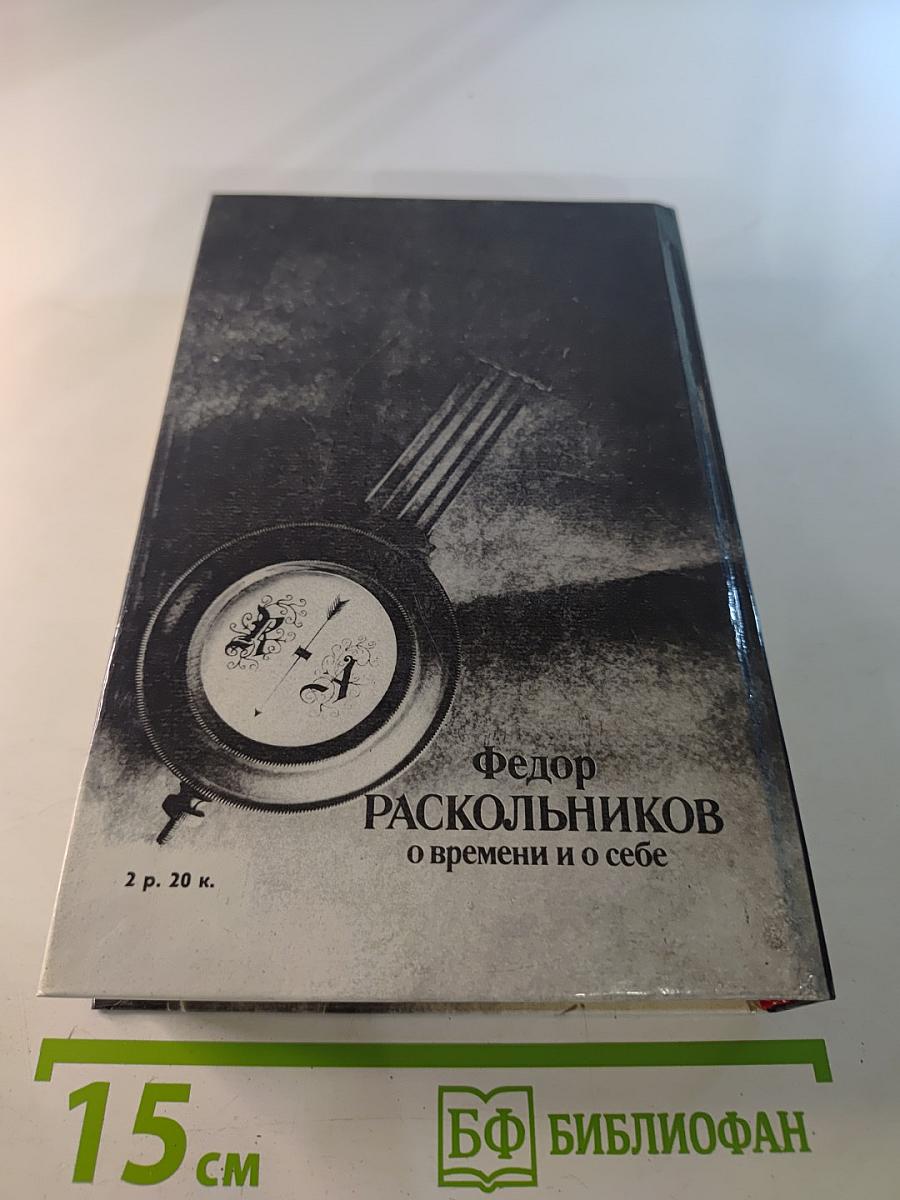 Федор
РАСКОЛЬНИКОВ
о времени и о себе
2 р. 20 к.
15 см
БФ БИБЛИОФАН